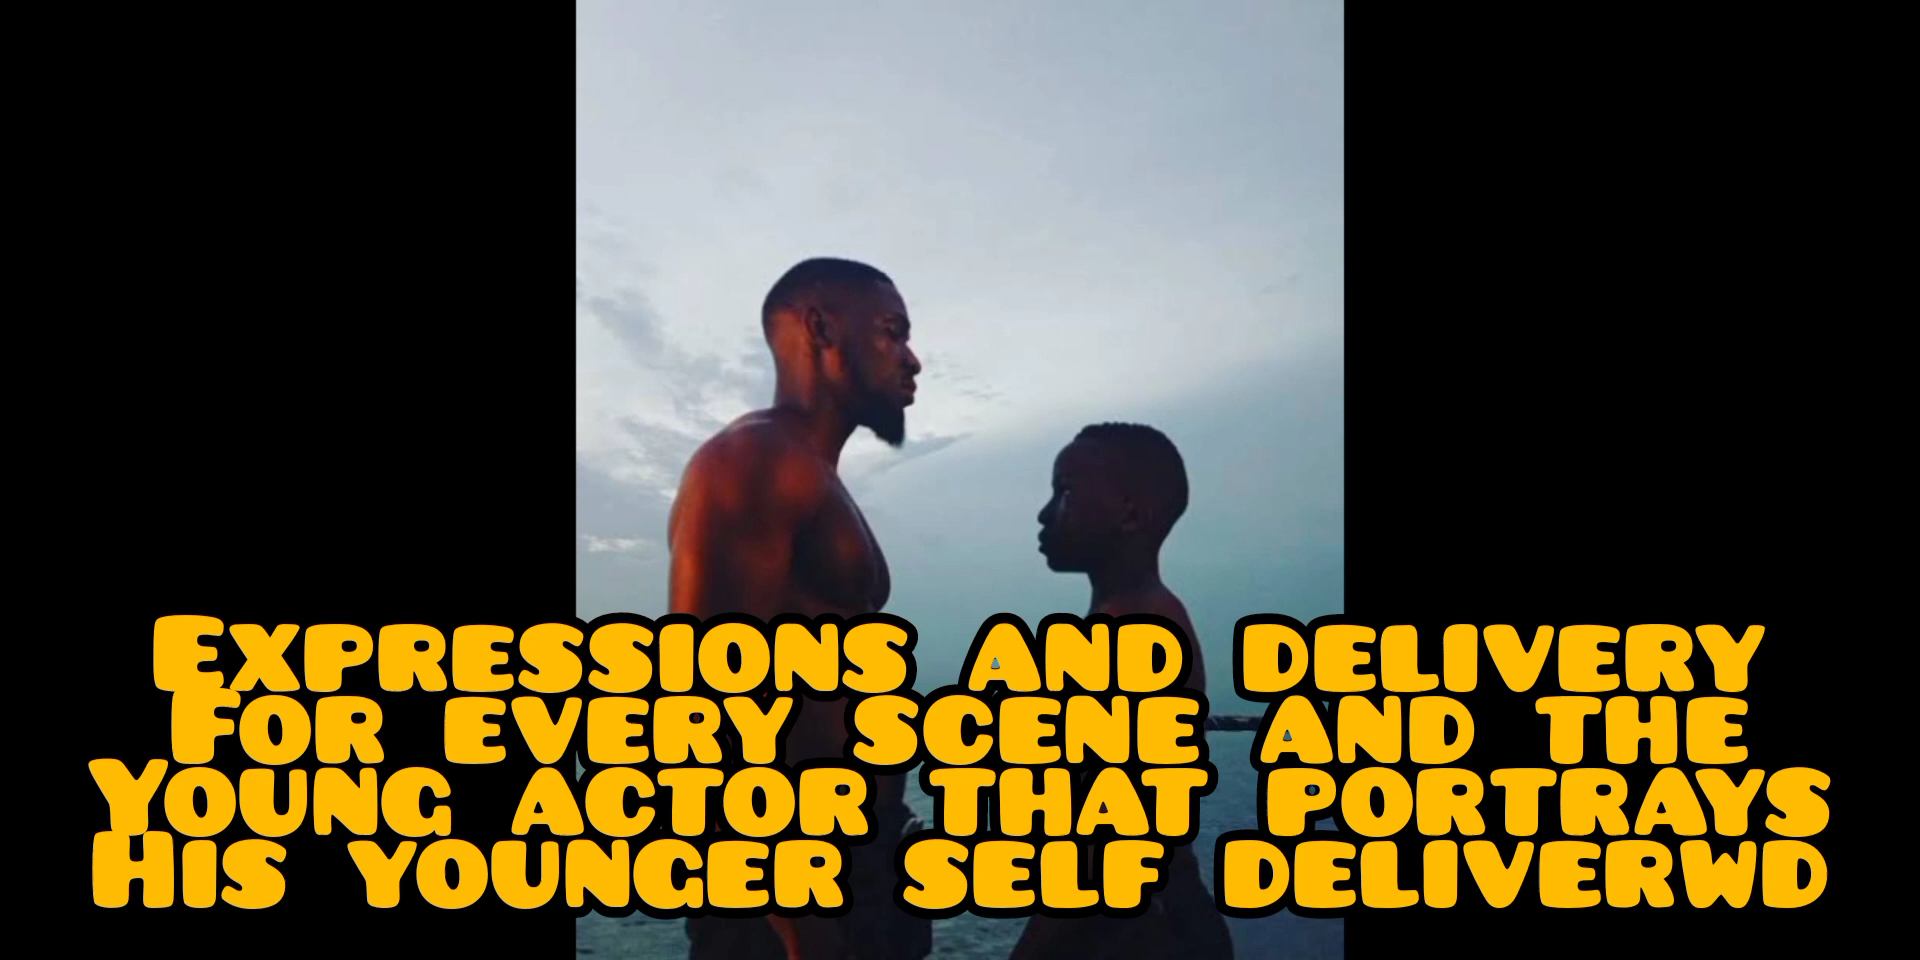 Expressions and delivery
For every scene and the
Young actor that portrays
His younger self deliverwd